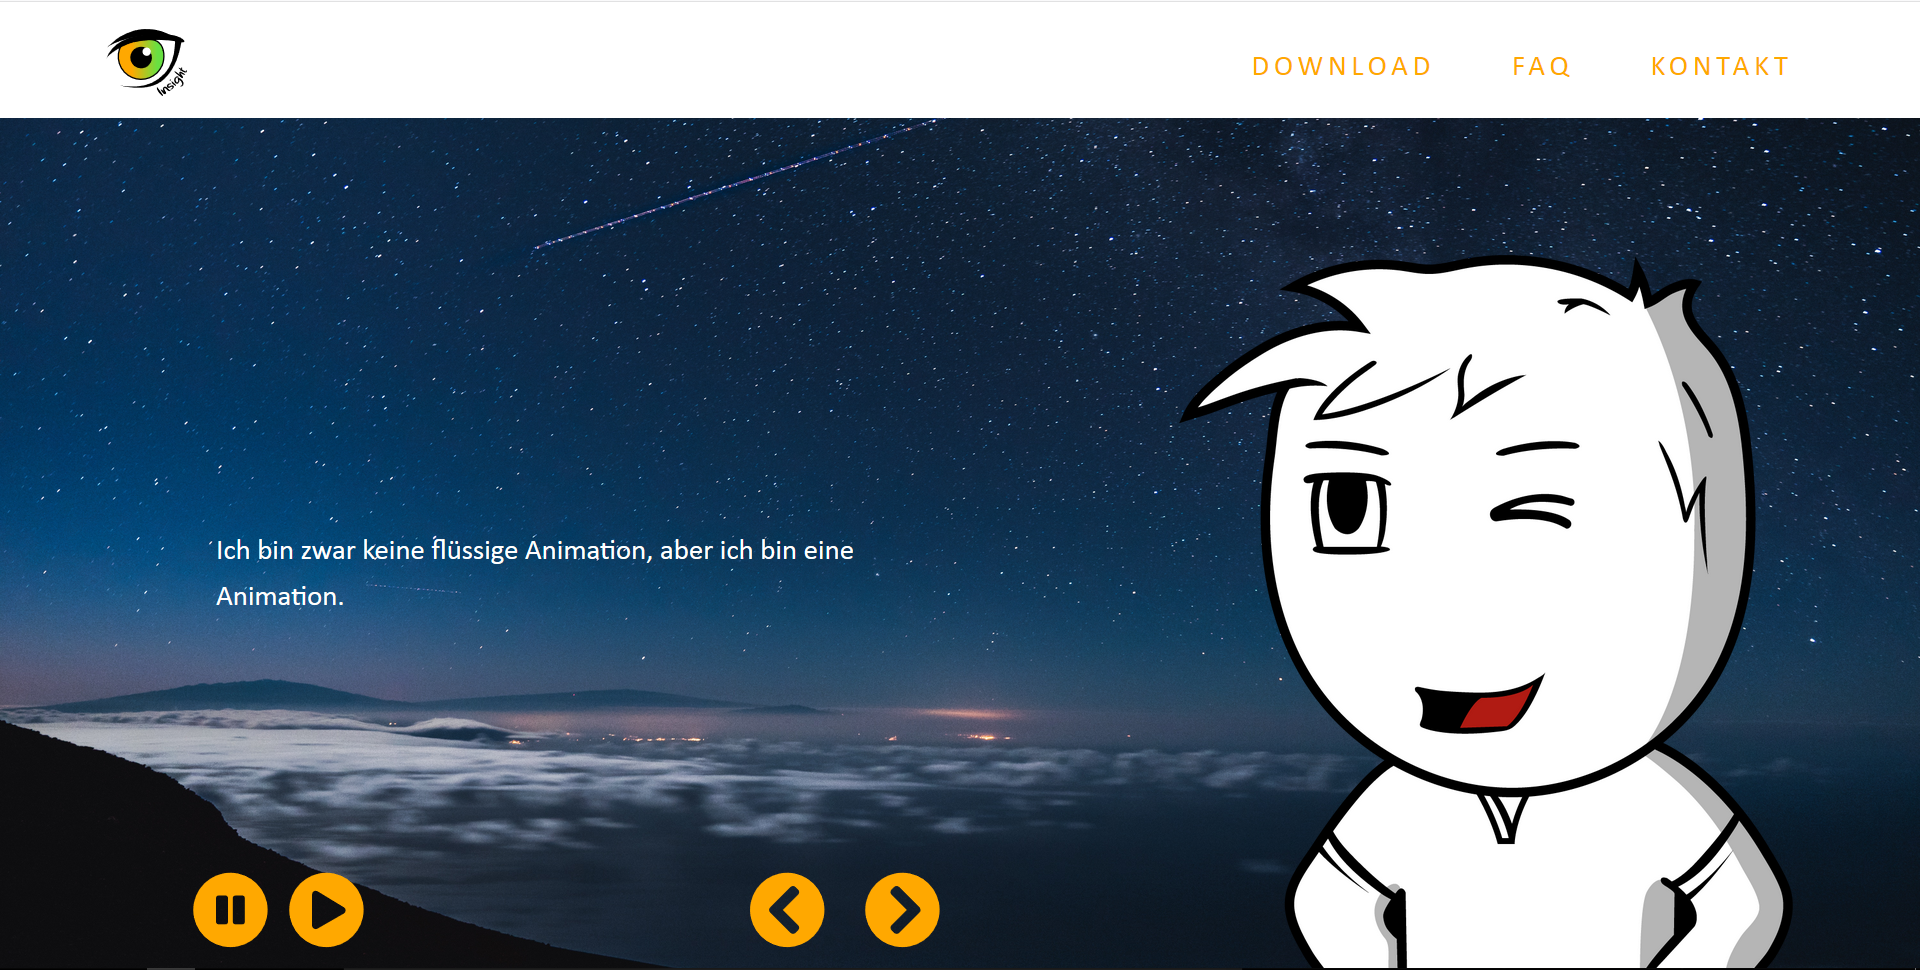 Insight
DOWNLOAD FAQ KONTAKT
Ich bin zwar keine flüssige Animation, aber ich bin eine
Animation.